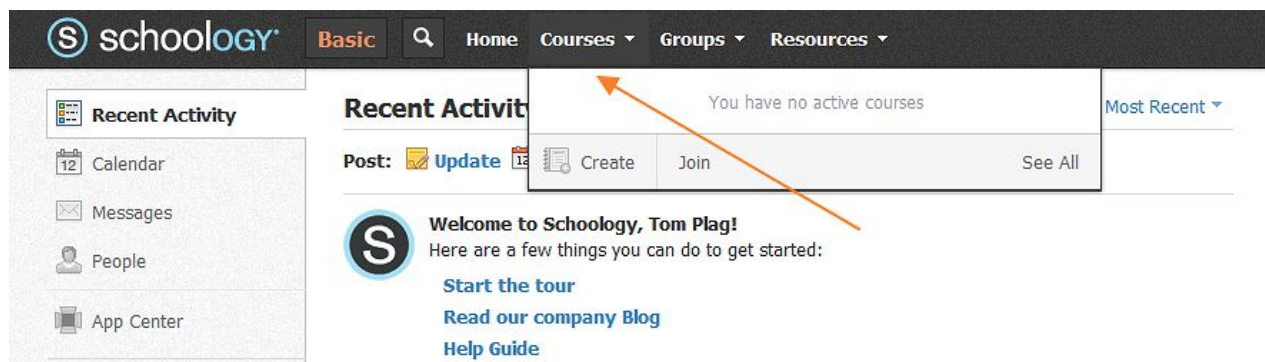 S schoology Basic Home Courses Groups Resources
Recent Activity
Calendar
Messages
People
App Center
Recent Activit
Most Recent
Post: Update
You have no active courses
Create Join See All
S
Welcome to Schoology, Tom Plag!
Here are a few things you can do to get started:
Start the tour
Read our company Blog
Help Guide
12
12